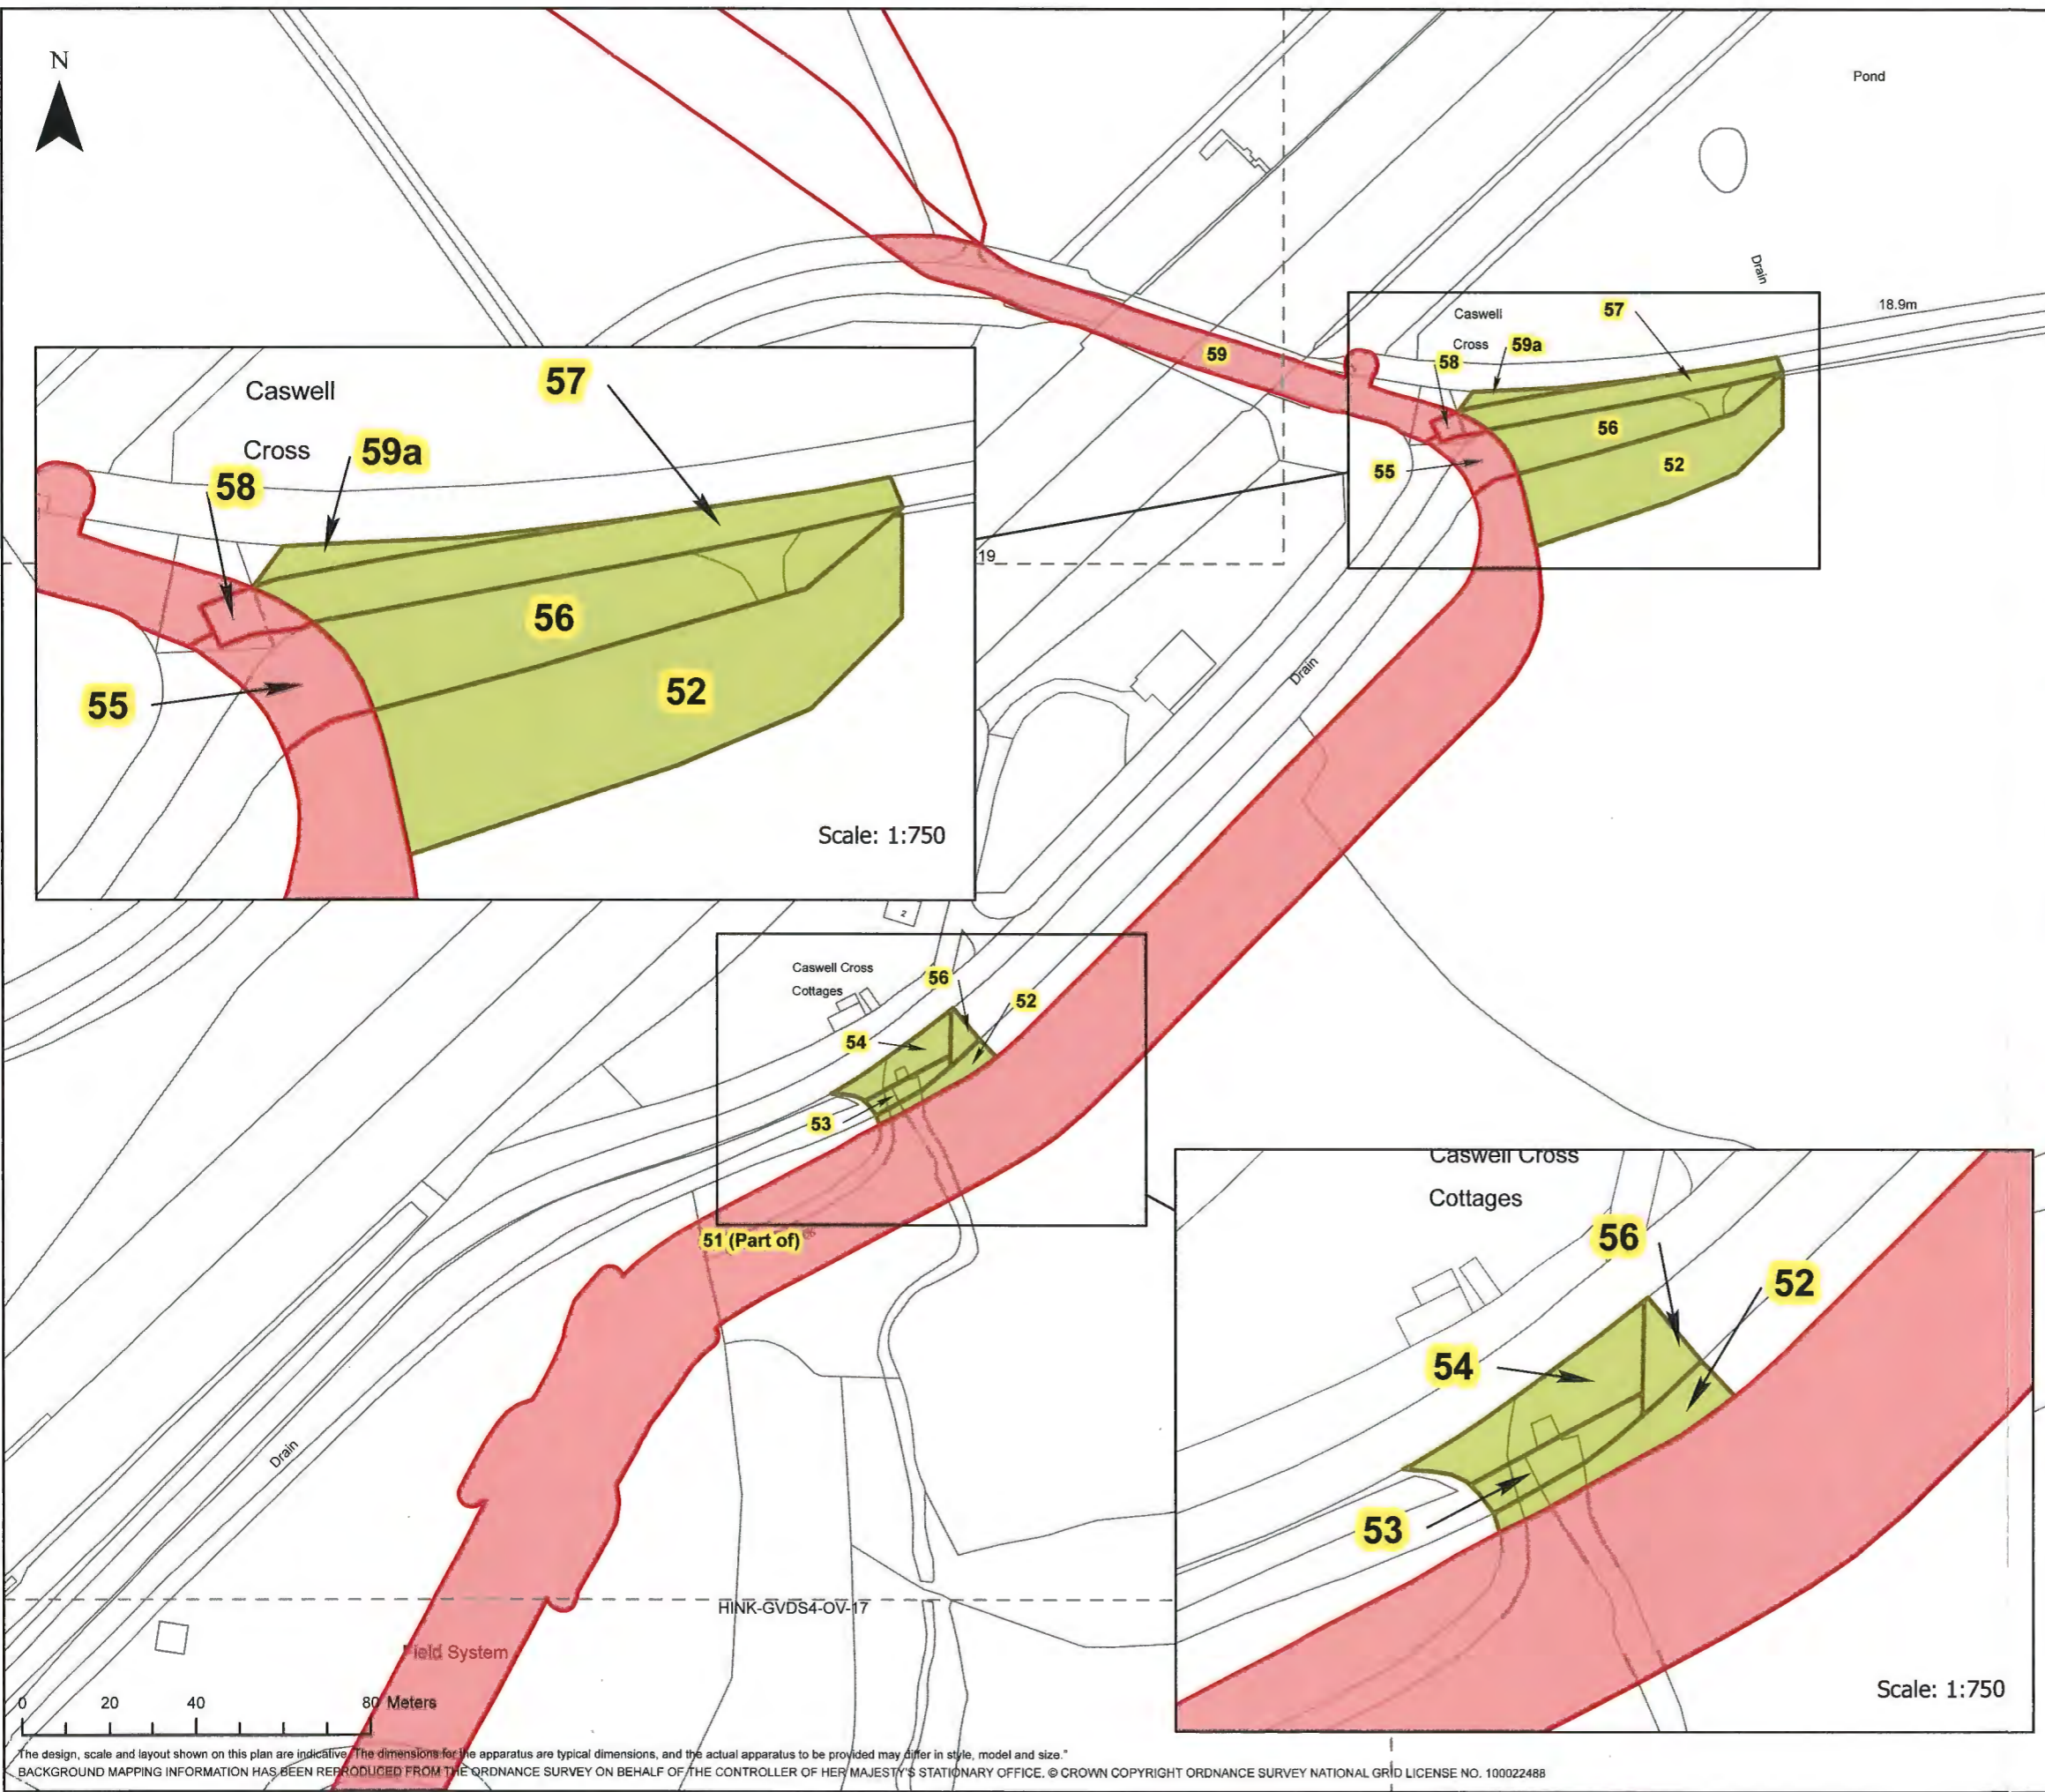 N
Pond
Drain
18.9m
57
Caswell
Cross
59a
58
59
56
52
55
Caswell
57
Cross
59a
58
56
52
55
Scale: 1:750
19
Drain
2
Caswell Cross
Cottages
56
52
54
53
51 (Part of)
Caswell Cross
Cottages
56
52
54
53
Scale: 1:750
Drain
HINK-GVDS4-OV-17
Field System
0 20 40 80 Meters
The design, scale and layout shown on this plan are indicative. The dimensions for the apparatus are typical dimensions, and the actual apparatus to be provided may differ in style, model and size."
BACKGROUND MAPPING INFORMATION HAS BEEN REPRODUCED FROM THE ORDNANCE SURVEY ON BEHALF OF THE CONTROLLER OF HER MAJESTY'S STATIONARY OFFICE. © CROWN COPYRIGHT ORDNANCE SURVEY NATIONAL GRID LICENSE NO. 100022488